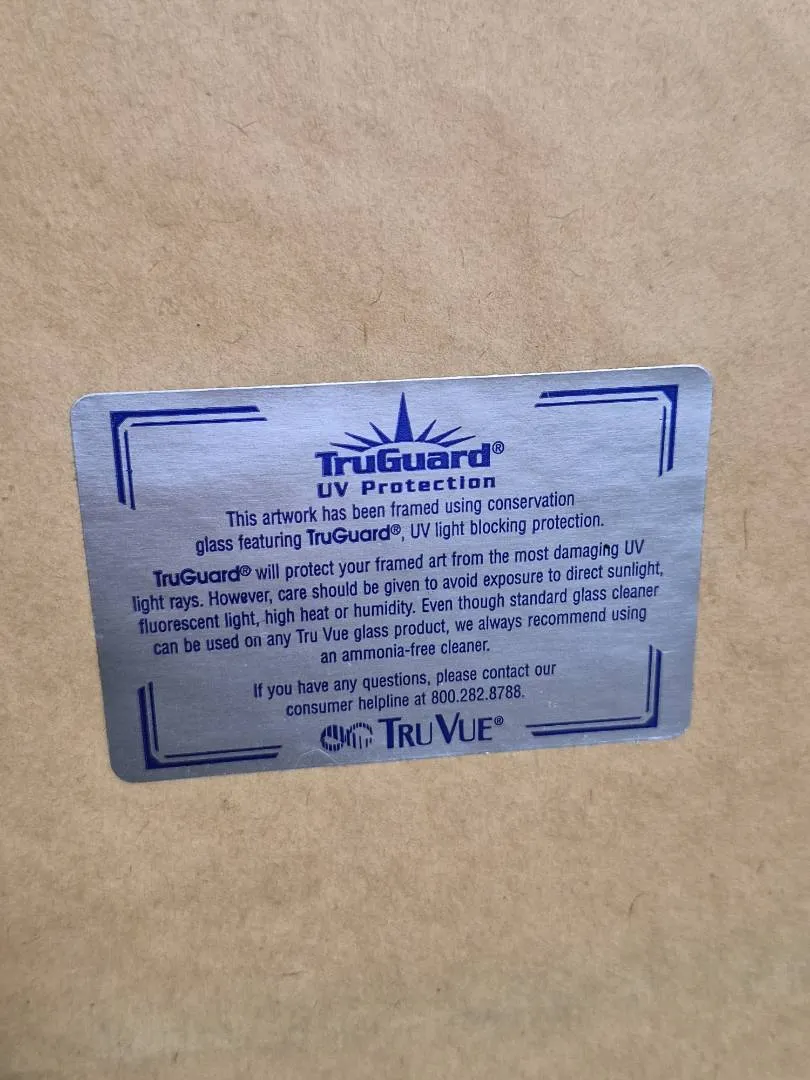 TruGuard®
UV Protection
This artwork has been framed using conservation
glass featuring TruGuard®, UV light blocking protection.
TruGuard® will protect your framed art from the most damaging UV
light rays. However, care should be given to avoid exposure to direct sunlight,
fluorescent light, high heat or humidity. Even though standard glass cleaner
can be used on any Tru Vue glass product, we always recommend using
an ammonia-free cleaner.
If you have any questions, please contact our
consumer helpline at 800.282.8788.
TRU VUE®